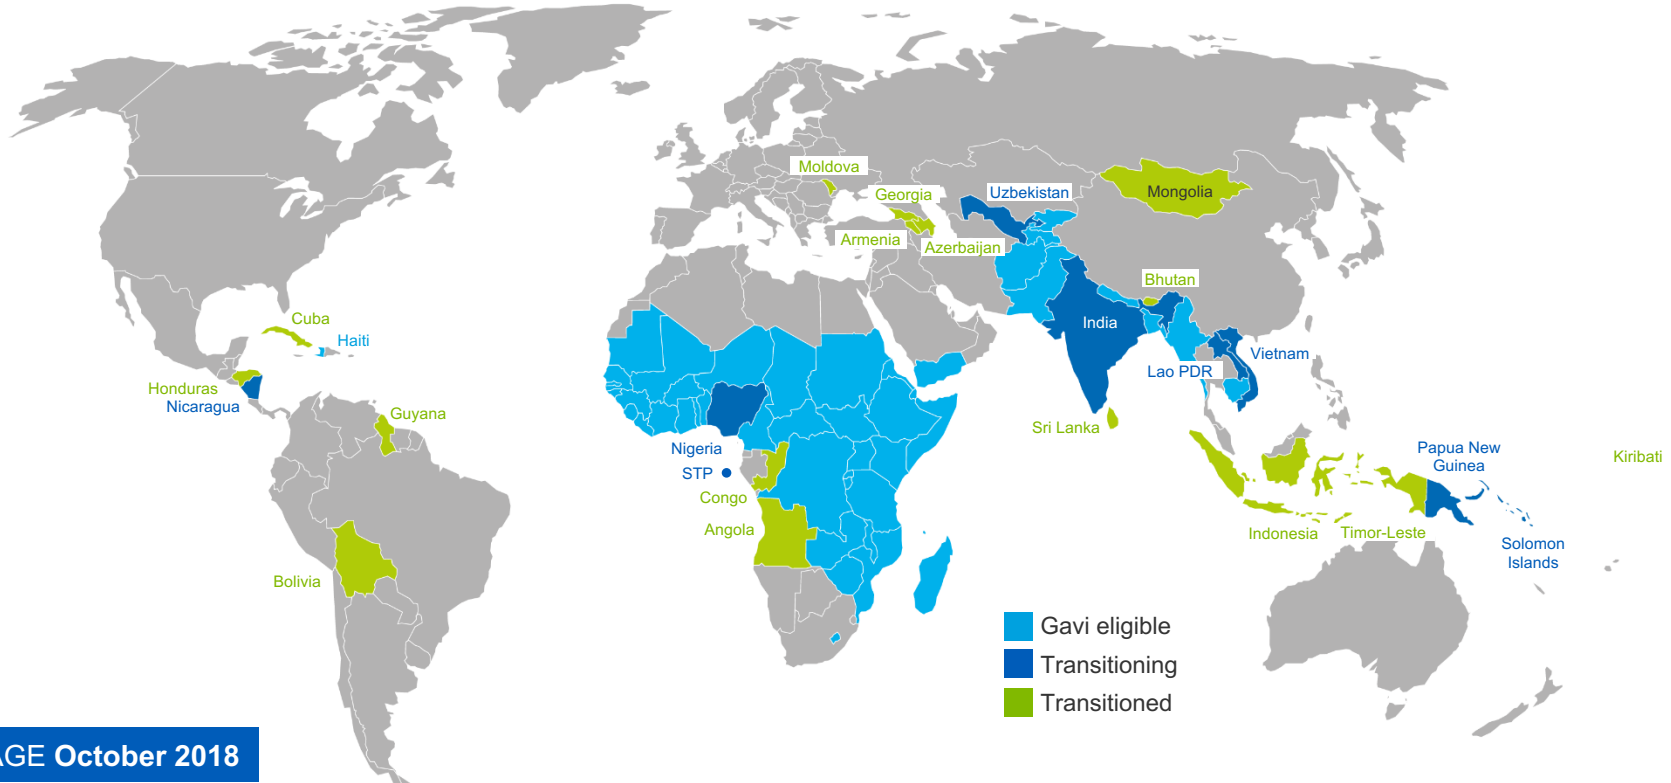 Moldova
Georgia
Uzbekistan
Mongolia
Armenia
Azerbaijan
Bhutan
Cuba
Haiti
India
Vietnam
Lao PDR
Honduras
Nicaragua
Guyana
Sri Lanka
Nigeria
STP
Papua New
Guinea
Kiribati
Congo
Angola
Indonesia
Timor-Leste
Solomon
Islands
Bolivia
Gavi eligible
Transitioning
Transitioned
October 2018